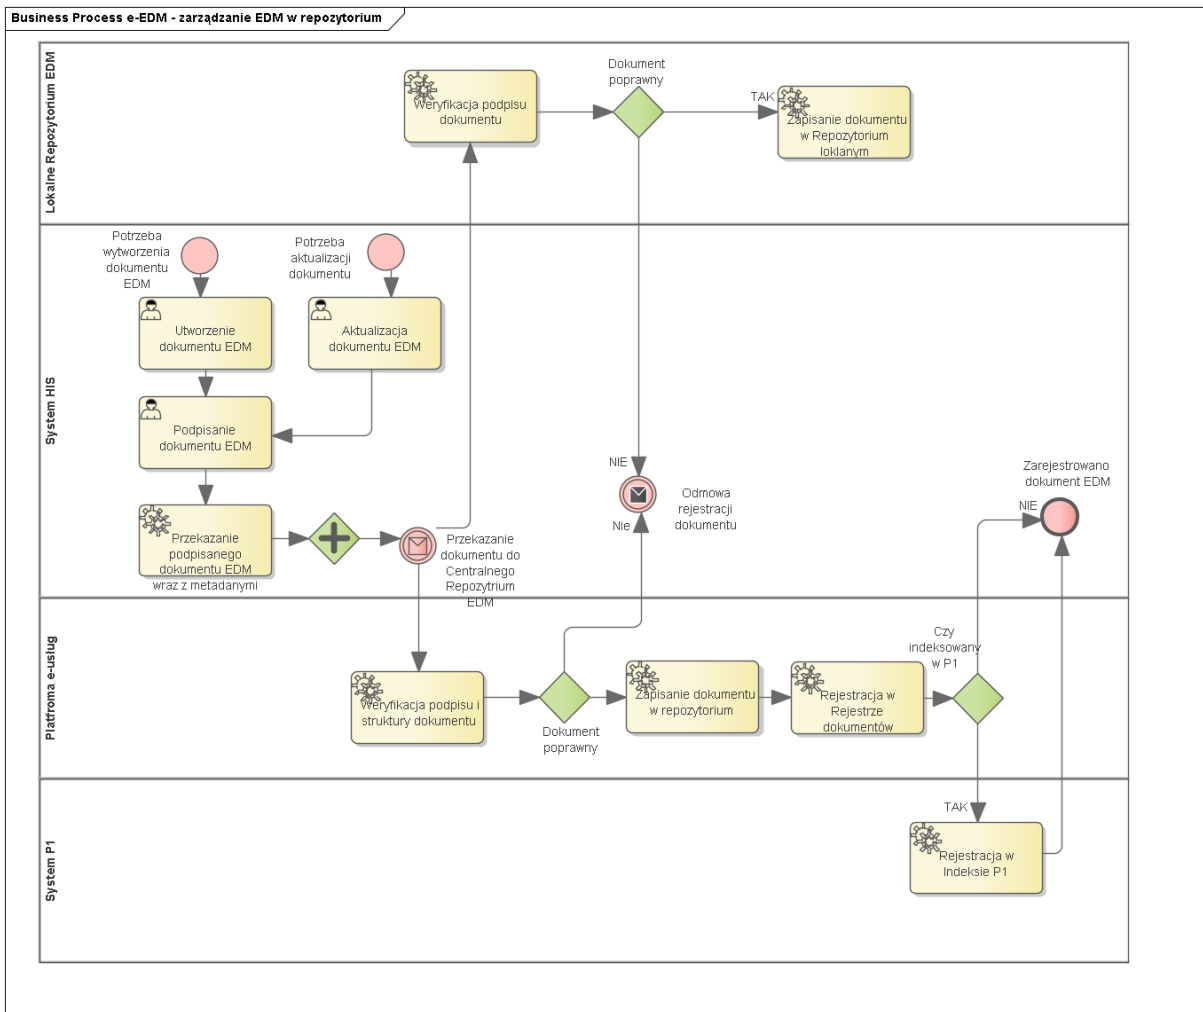 Business Process e-EDM - zarządzanie EDM w repozytorium
Lokalne Repozytorium EDM
Weryfikacja podpisu
dokumentu
Dokument
poprawny
TAK
Zapisanie dokumentu
w Repozytorium
loklanym
System HIS
Potrzeba
wytworzenia
dokumentu
EDM
Potrzeba
aktualizacji
dokumentu
Utworzenie
dokumentu EDM
Aktualizacja
dokumentu EDM
Podpisanie
dokumentu EDM
Przekazanie
podpisanego
dokumentu EDM
wraz z metadanymi
Przekazanie
dokumentu do
Centralnego
Repozytrium
EDM
NIE
Nie
Odmowa
rejestracji
dokumentu
Zarejestrowano
dokument EDM
NIE
Platfroma e-usług
Weryfikacja podpisu i
struktury dokumentu
Dokument
poprawny
Zapisanie dokumentu
w repozytorium
Rejestracja w
Rejestrze
dokumentów
Czy
indeksowany
w P1
System P1
TAK
Rejestracja w
Indeksie P1